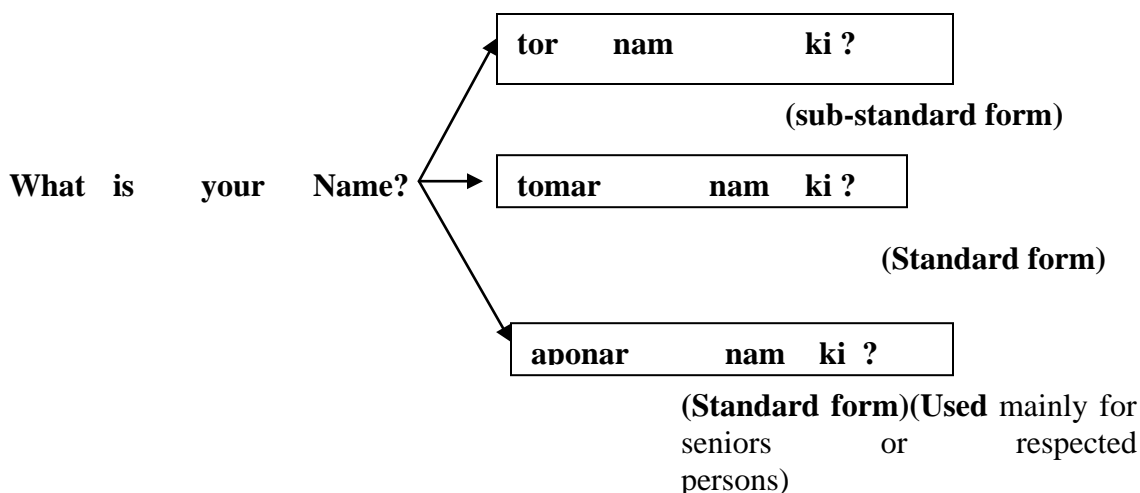 tor nam ki ?
(sub-standard form)
What is your Name?
tomar nam ki ?
(Standard form)
aponar nam ki ?
(Standard form)(Used mainly for
seniors or respected
persons)